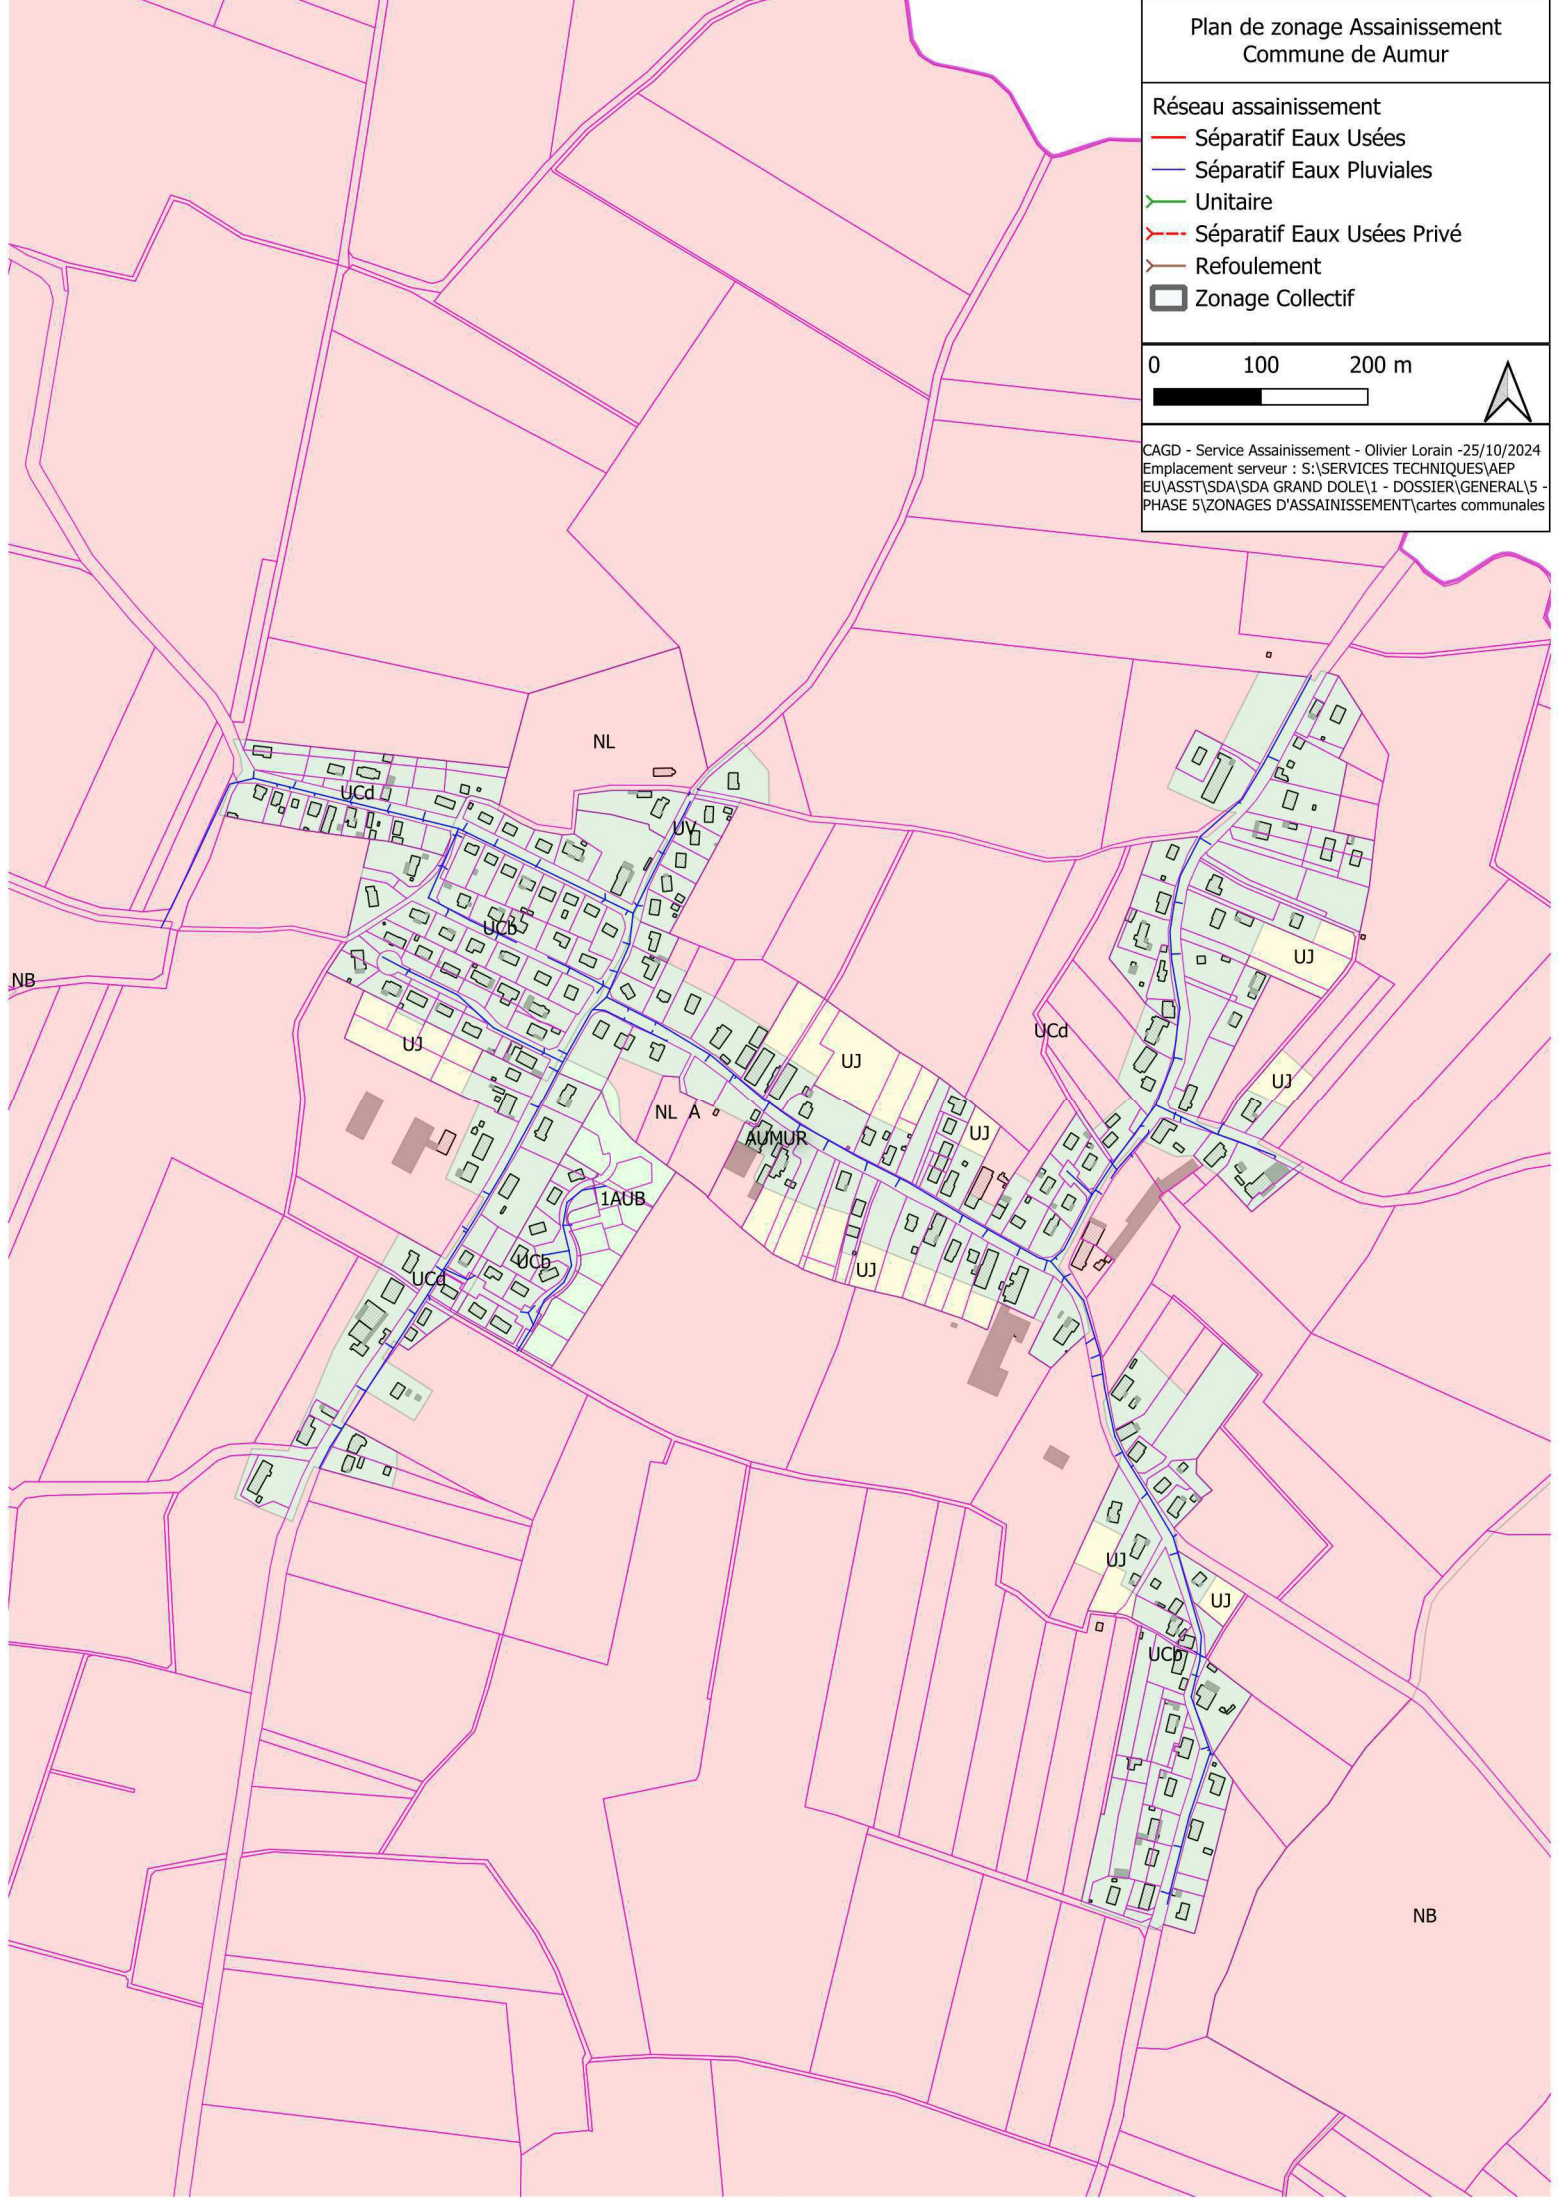 Plan de zonage Assainissement
Commune de Aumur
Réseau assainissement
Séparatif Eaux Usées
Séparatif Eaux Pluviales
Unitaire
Séparatif Eaux Usées Privé
Refoulement
Zonage Collectif
0 100 200 m
CAGD - Service Assainissement - Olivier Lorain -25/10/2024
Emplacement serveur : S:\SERVICES TECHNIQUES\AEP
EU\ASST\SDA\SDA GRAND DOLE\1 - DOSSIER\GENERAL\5 -
PHASE 5\ZONAGES D'ASSAINISSEMENT\cartes communales
NL
UCd
UV
UCb
UJ
NB
UCd
UJ
UJ
UJ
NL A
UJ
AUMUR
1AUB
UCb
UJ
UCd
UJ
UJ
UCb
NB